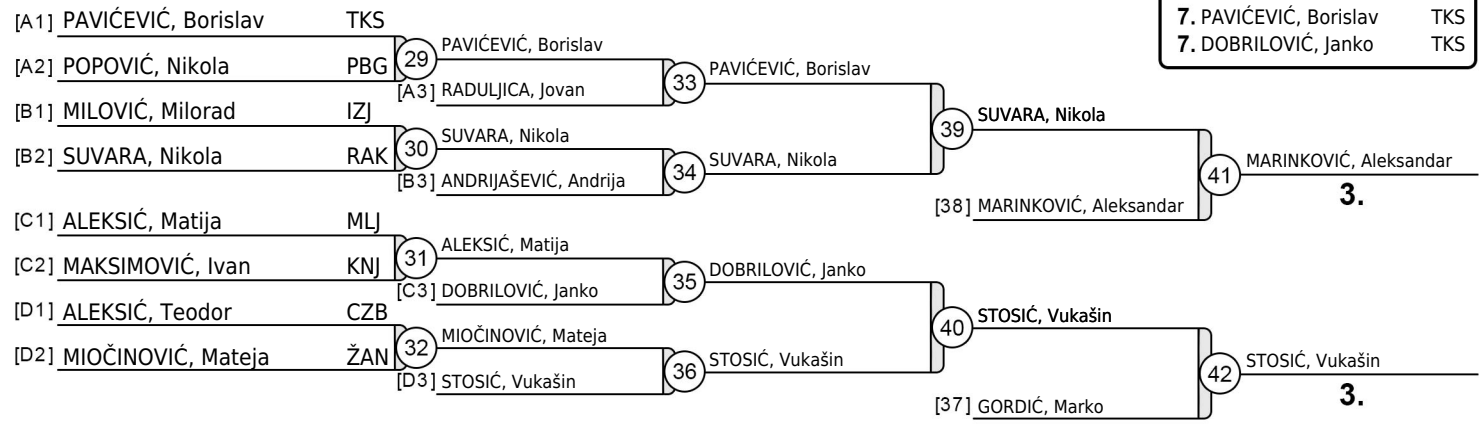 [A1] PAVIĆEVIĆ, Borislav TKS
[A2] POPOVIĆ, Nikola PBG
[B1] MILOVIĆ, Milorad IZJ
[B2] SUVARA, Nikola RAK
[C1] ALEKSIĆ, Matija MLJ
[C2] MAKSIMOVIĆ, Ivan KNJ
[D1] ALEKSIĆ, Teodor CZB
[D2] MIOČINOVIĆ, Mateja ŽAN
29
30
31
32
PAVIĆEVIĆ, Borislav
[A3] RADULJICA, Jovan
SUVARA, Nikola
[B3] ANDRIJAŠEVIĆ, Andrija
ALEKSIĆ, Matija
[C3] DOBRILOVIĆ, Janko
MIOČINOVIĆ, Mateja
[D3] STOSIĆ, Vukašin
33
34
35
36
PAVIĆEVIĆ, Borislav
SUVARA, Nikola
DOBRILOVIĆ, Janko
STOSIĆ, Vukašin
39
40
SUVARA, Nikola
[38] MARINKOVIĆ, Aleksandar
STOSIĆ, Vukašin
[37] GORDIĆ, Marko
41
42
MARINKOVIĆ, Aleksandar
3.
STOSIĆ, Vukašin
3.
7. PAVIĆEVIĆ, Borislav TKS
7. DOBRILOVIĆ, Janko TKS